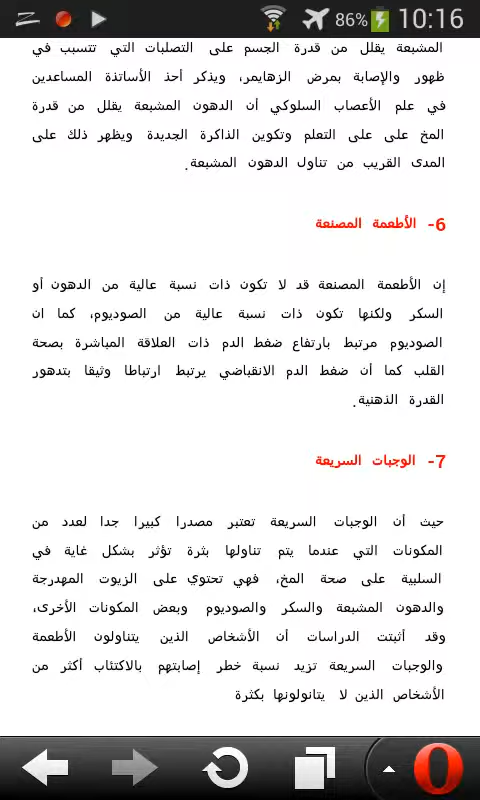 86% 10:16
المشبعة يقلل من قدرة الجسم على التصلبات التي تتسبب في
ظهور والإصابة بمرض الزهايمر، ويذكر أحد الأساتذة المساعدين
في علم الأعصاب السلوكي أن الدهون المشبعة يقلل من قدرة
المخ على على التعلم وتكوين الذاكرة الجديدة ويظهر ذلك على
المدى القريب من تناول الدهون المشبعة.
6- الأطعمة المصنعة
إن الأطعمة المصنعة قد لا تكون ذات نسبة عالية من الدهون أو
السكر ولكنها تكون ذات نسبة عالية من الصوديوم، كما ان
الصوديوم مرتبط بارتفاع ضغط الدم ذات العلاقة المباشرة بصحة
القلب كما أن ضغط الدم الانقباضي يرتبط ارتباطا وثيقا بتدهور
القدرة الذهنية.
7- الوجبات السريعة
حيث أن الوجبات السريعة تعتبر مصدرا كبيرا جدا لعدد من
المكونات التي عندما يتم تناولها بثرة تؤثر بشكل غاية في
السلبية على صحة المخ، فهي تحتوي على الزيوت المهدرجة
والدهون المشبعة والسكر والصوديوم وبعض المكونات الأخرى،
وقد أثبتت الدراسات أن الأشخاص الذين يتناولون الأطعمة
والوجبات السريعة تزيد نسبة خطر إصابتهم بالاكتئاب أكثر من
الأشخاص الذين لا يتانولونها بكثرة